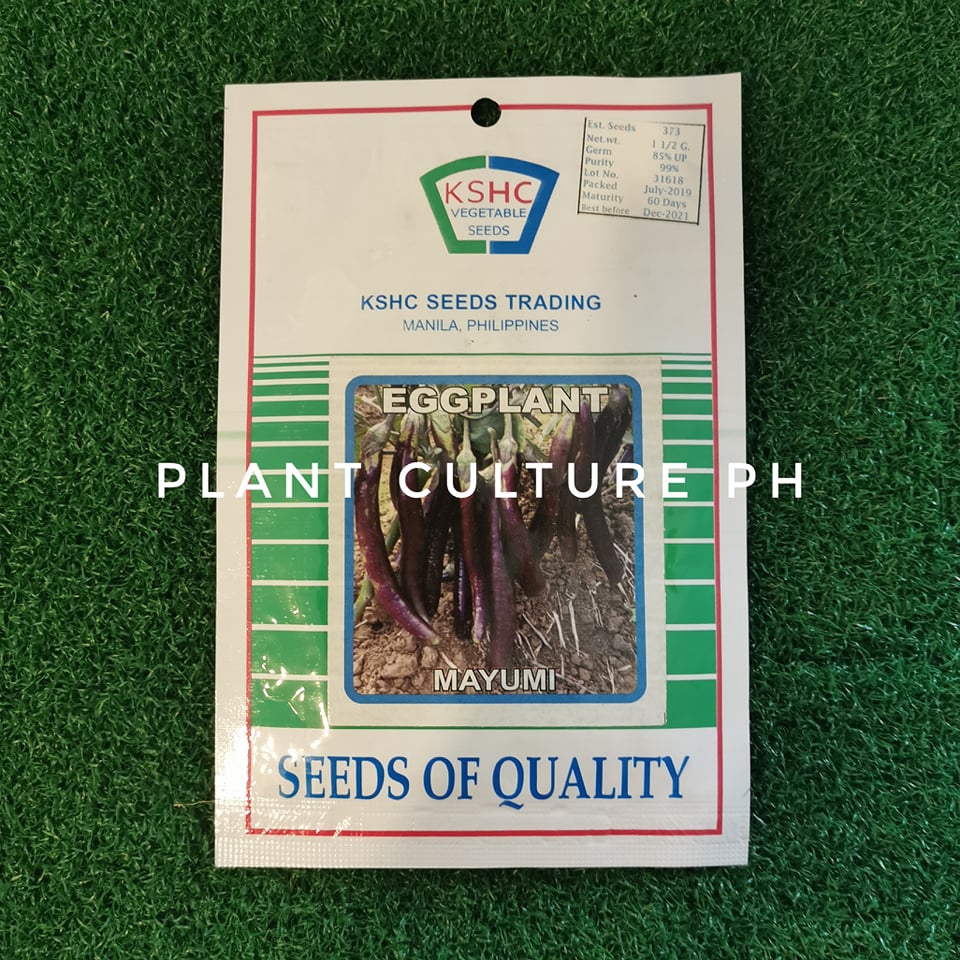 Est. Seeds 373
Net.wt. 1 1/2 G.
Germ 85% UP
Purity 99%
Lot No. 31618
Packed July-2019
Maturity 60 Days
Best before Dec-2021
KSHC
VEGETABLE
SEEDS
KSHC SEEDS TRADING
MANILA, PHILIPPINES
EGGPLANT
PLANT CULTURE PH
MAYUMI
SEEDS OF QUALITY